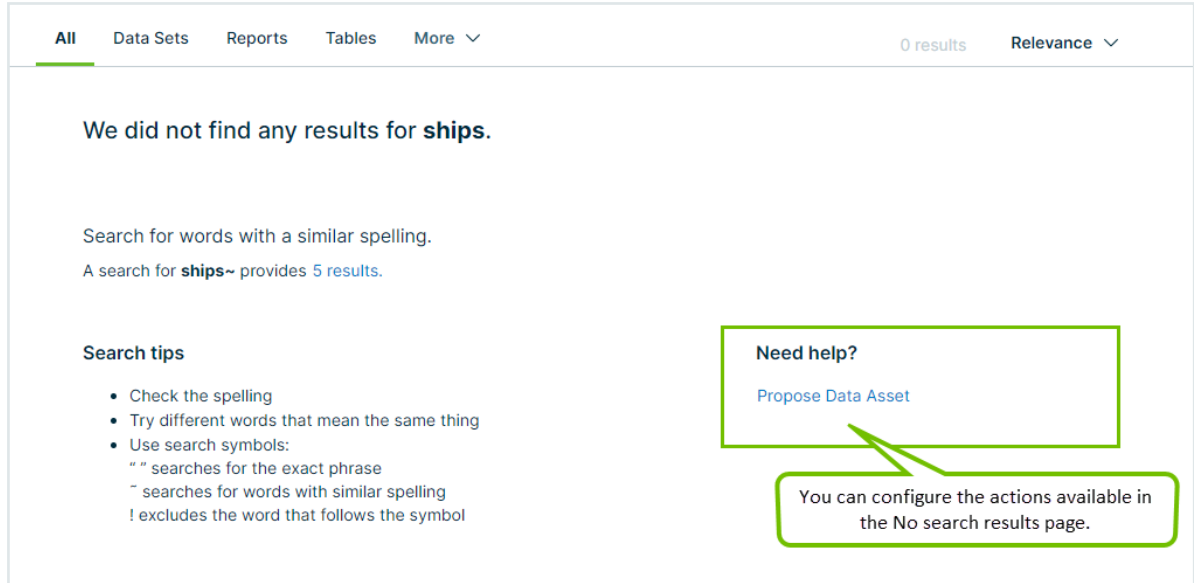 All Data Sets Reports Tables More 0 results Relevance
We did not find any results for ships.
Search for words with a similar spelling.
A search for ships~ provides 5 results.
Search tips
• Check the spelling
• Try different words that mean the same thing
• Use search symbols:
“ ” searches for the exact phrase
˜ searches for words with similar spelling
! excludes the word that follows the symbol
Need help?
Propose Data Asset
You can configure the actions available in
the No search results page.